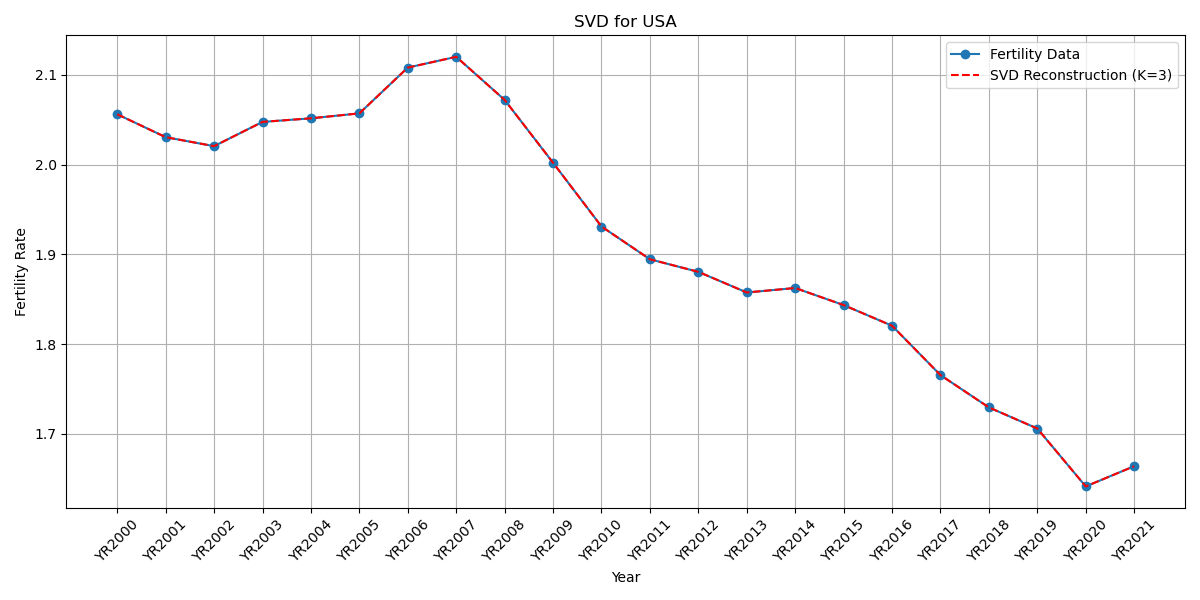 SVD for USA
Fertility Data
SVD Reconstruction (K=3)
2.1
2.0
1.9
1.8
1.7
Fertility Rate
YR2000
YR2001
YR2002
YR2003
YR2004
YR2005
YR2006
YR2007
YR2008
YR2009
YR2010
YR2011
YR2012
YR2013
YR2014
YR2015
YR2016
YR2017
YR2018
YR2019
YR2020
YR2021
Year